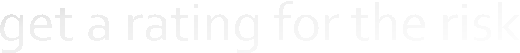 get a rating for the risk